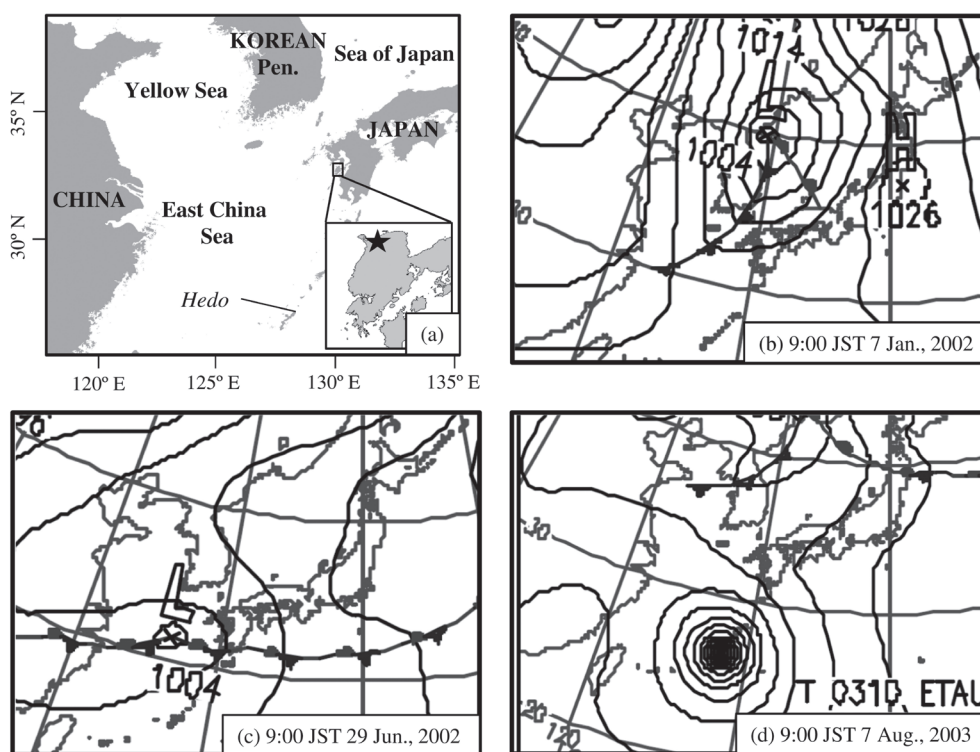 KOREAN
Pen.
Sea of Japan
Yellow Sea
35° N
JAPAN
CHINA
East China
Sea
30° N
Hedo
(a)
120° E
125° E
130° E
135° E
1014
1004
1026
(b) 9:00 JST 7 Jan., 2002
L
1004
(c) 9:00 JST 29 Jun., 2002
T 0310 ETAU
20
120
(d) 9:00 JST 7 Aug., 2003